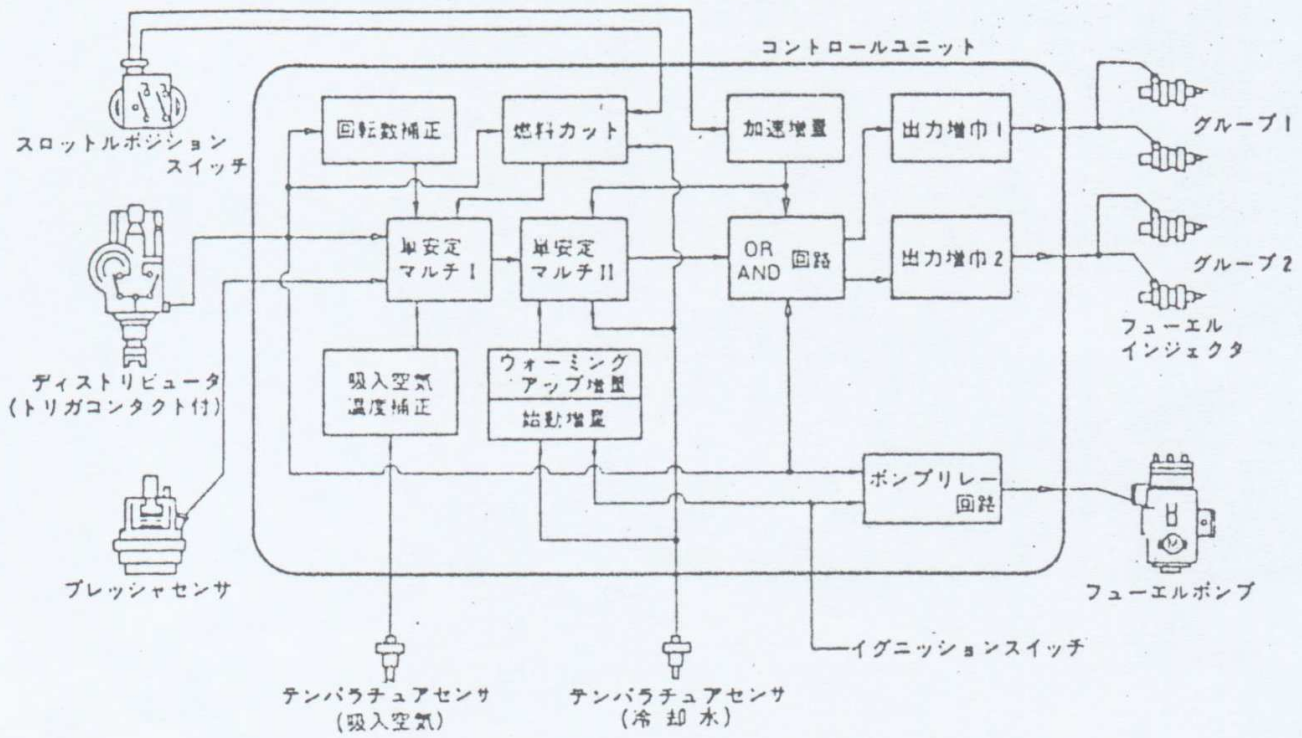 コントロールユニット
スロットルポジション
スイッチ
回転数補正
燃料カット
加速増量
出力増巾1
グループ1
単安定
マルチI
単安定
マルチII
OR
AND 回路
出力増巾2
グループ2
フューエル
インジェクタ
ディストリビュータ
(トリガコンタクト付)
吸入空気
温度補正
ウォーミング
アップ増量
始動増量
ポンプリレー
回路
プレッシャセンサ
フューエルポンプ
イグニッションスイッチ
テンパラチュアセンサ
(吸入空気)
テンパラチュアセンサ
(冷却水)